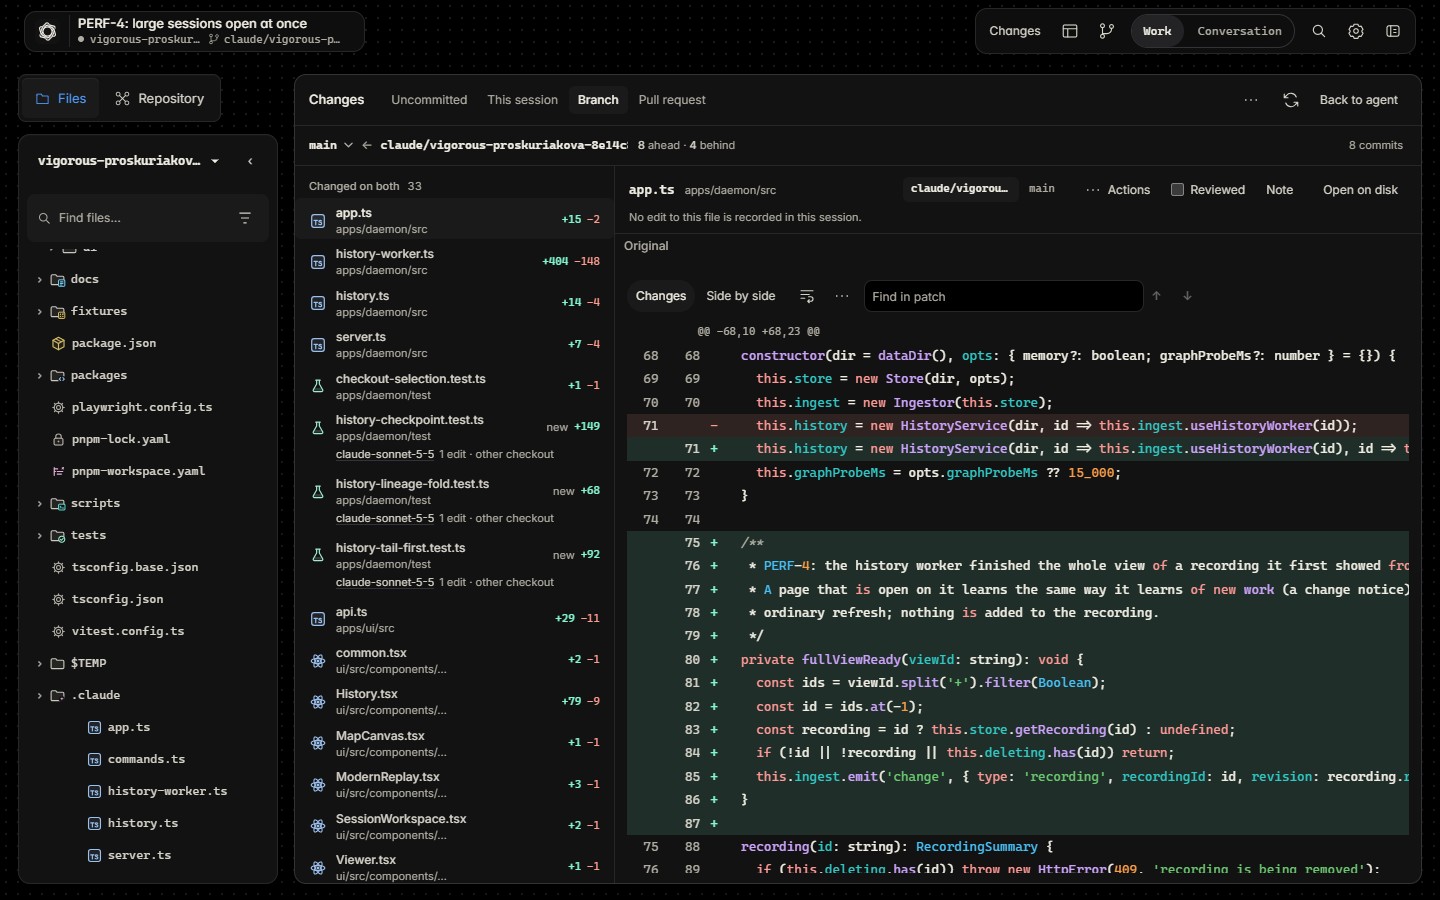 PERF-4: large sessions open at once
vigorous-proskur… claude/vigorous-p…
Changes
Work Conversation
Files Repository
vigorous-proskuriakov…
Find files...
docs
fixtures
package.json
packages
playwright.config.ts
pnpm-lock.yaml
pnpm-workspace.yaml
scripts
tests
tsconfig.base.json
tsconfig.json
vitest.config.ts
$TEMP
.claude
app.ts
commands.ts
history-worker.ts
history.ts
server.ts
Changes Uncommitted This session Branch Pull request
... Back to agent
main ← claude/vigorous-proskuriakova-8e14c 8 ahead · 4 behind 8 commits
Changed on both 33
app.ts +15 −2
apps/daemon/src
history-worker.ts +404 −148
apps/daemon/src
history.ts +14 −4
apps/daemon/src
server.ts +7 −4
apps/daemon/src
checkout-selection.test.ts +1 −1
apps/daemon/test
history-checkpoint.test.ts new +149
apps/daemon/test
claude-sonnet-5-5 1 edit · other checkout
history-lineage-fold.test.ts new +68
apps/daemon/test
claude-sonnet-5-5 1 edit · other checkout
history-tail-first.test.ts new +92
apps/daemon/test
claude-sonnet-5-5 1 edit · other checkout
api.ts +29 −11
apps/ui/src
common.tsx +2 −1
ui/src/components/...
History.tsx +79 −9
ui/src/components/...
MapCanvas.tsx +1 −1
ui/src/components/...
ModernReplay.tsx +3 −1
ui/src/components/...
SessionWorkspace.tsx +2 −1
ui/src/components/...
Viewer.tsx +1 −1
ui/src/components/...
app.ts apps/daemon/src claude/vigorou… main ... Actions Reviewed Note Open on disk
No edit to this file is recorded in this session.
Original
Changes Side by side ... Find in patch ↑ ↓
@@ −68,10 +68,23 @@
68 68 constructor(dir = dataDir(), opts: { memory?: boolean; graphProbeMs?: number } = {}) {
69 69 this.store = new Store(dir, opts);
70 70 this.ingest = new Ingestor(this.store);
71 − this.history = new HistoryService(dir, id => this.ingest.useHistoryWorker(id));
71 + this.history = new HistoryService(dir, id => this.ingest.useHistoryWorker(id), id => t
72 72 this.graphProbeMs = opts.graphProbeMs ?? 15_000;
73 73 }
74 74
75 + /**
76 + * PERF-4: the history worker finished the whole view of a recording it first showed fro
77 + * A page that is open on it learns the same way it learns of new work (a change notice)
78 + * ordinary refresh; nothing is added to the recording.
79 + */
80 + private fullViewReady(viewId: string): void {
81 + const ids = viewId.split('+').filter(Boolean);
82 + const id = ids.at(-1);
83 + const recording = id ? this.store.getRecording(id) : undefined;
84 + if (!id || !recording || this.deleting.has(id)) return;
85 + this.ingest.emit('change', { type: 'recording', recordingId: id, revision: recording.r
86 + }
87 +
75 88 recording(id: string): RecordingSummary {
76 89 if (this.deleting.has(id)) throw new HttpError(409, 'recording is being removed');